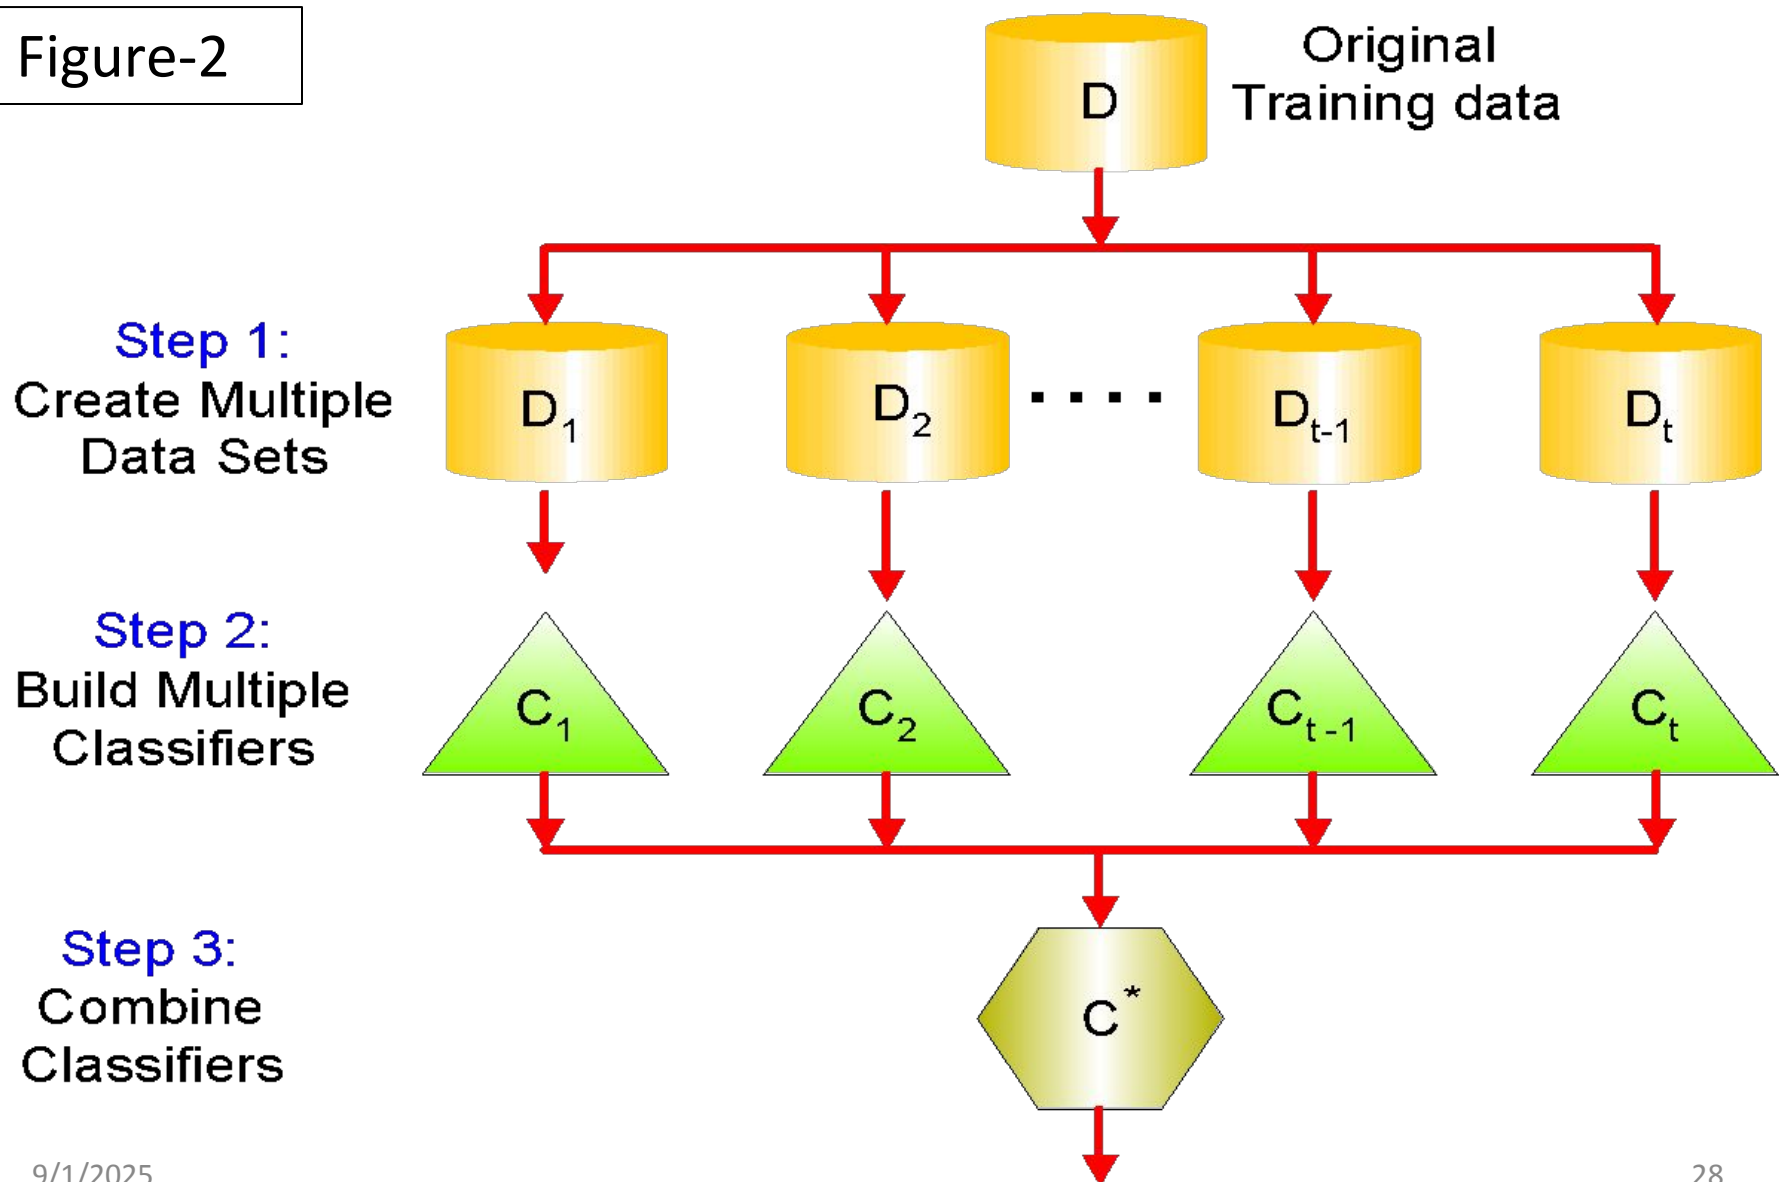 Figure-2
Original
Training data
D
Step 1:
Create Multiple
Data Sets
D1
D2
....
Dt-1
Dt
Step 2:
Build Multiple
Classifiers
C1
C2
Ct -1
Ct
Step 3:
Combine
Classifiers
C*
9/1/2025
28